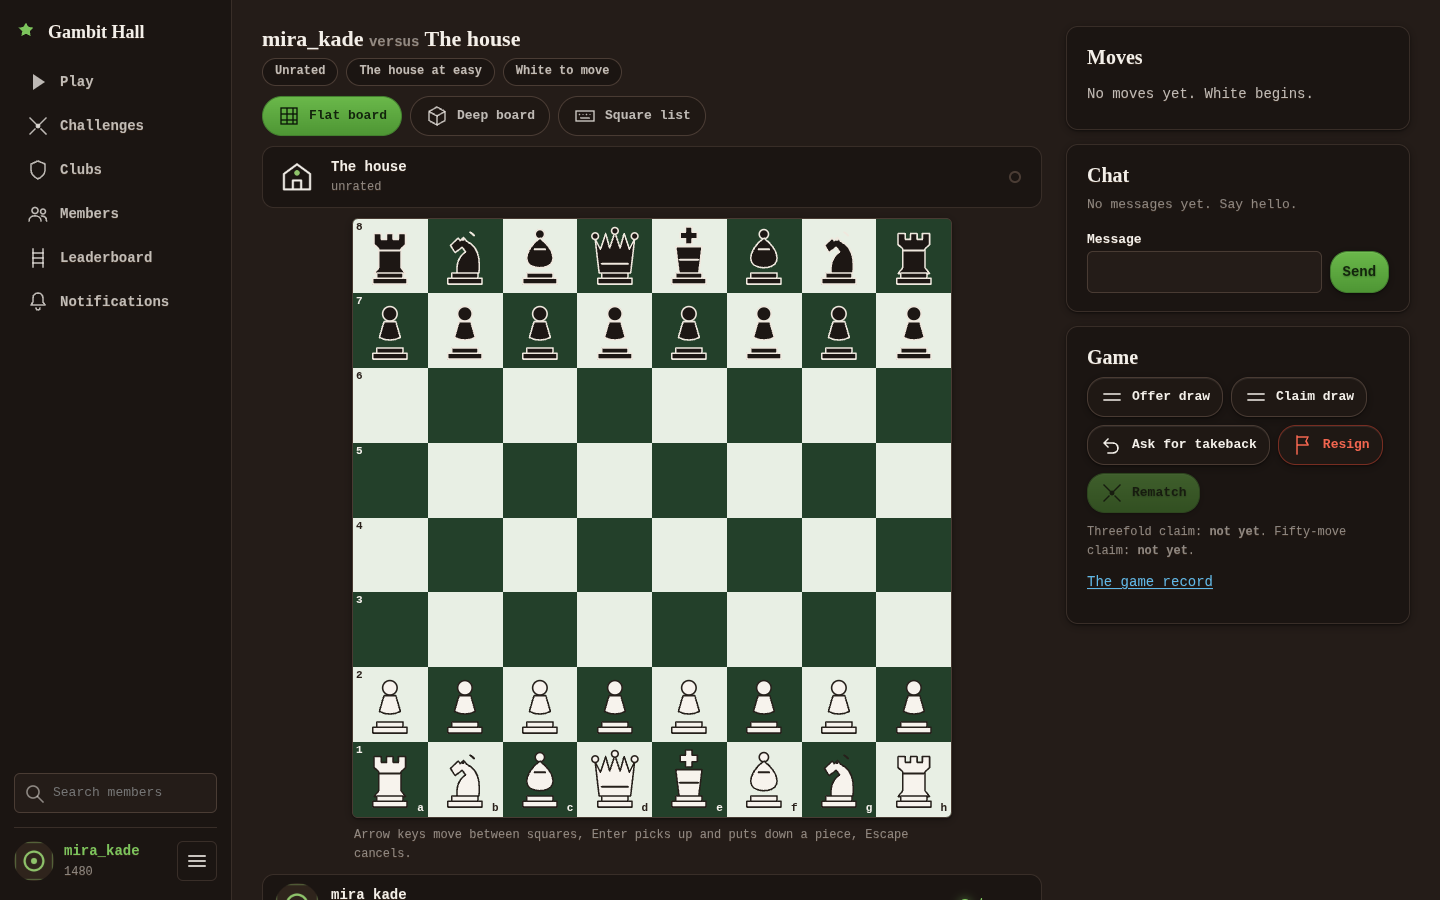 Gambit Hall
Play
Challenges
Clubs
Members
Leaderboard
Notifications
Search members
mira_kade
1480
mira_kade versus The house
Unrated
The house at easy
White to move
Flat board
Deep board
Square list
The house
unrated
8
7
6
5
4
3
2
1
a b c d e f g h
Arrow keys move between squares, Enter picks up and puts down a piece, Escape
cancels.
mira_kade
Moves
No moves yet. White begins.
Chat
No messages yet. Say hello.
Message
Send
Game
Offer draw
Claim draw
Ask for takeback
Resign
Rematch
Threefold claim: not yet. Fifty-move
claim: not yet.
The game record